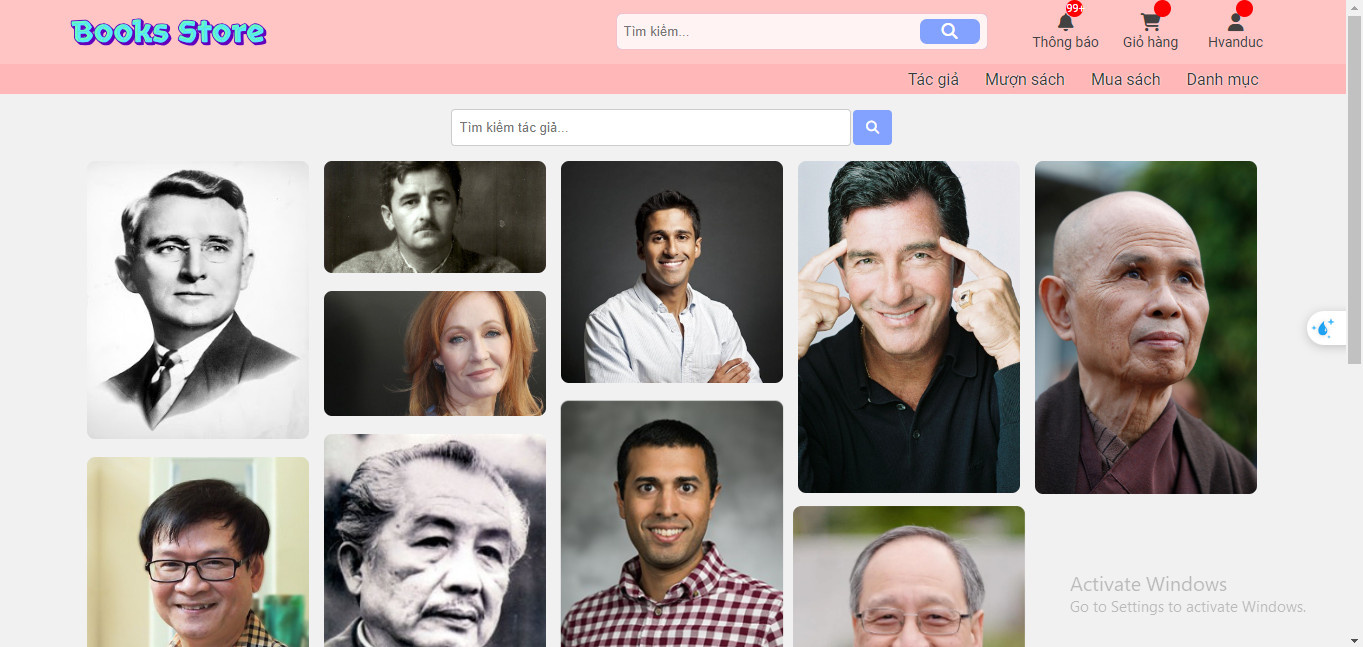 Books Store
Tìm kiếm...
99+
Thông báo
Giỏ hàng
Hvanduc
Tác giả
Mượn sách
Mua sách
Danh mục
Tìm kiếm tác giả...
Activate Windows
Go to Settings to activate Windows.